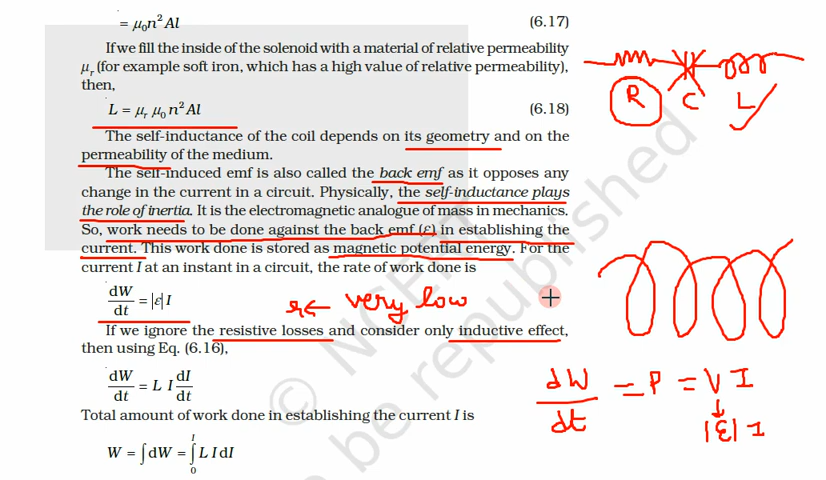 = μ₀n² Al (6.17)
If we fill the inside of the solenoid with a material of relative permeability
μᵣ (for example soft iron, which has a high value of relative permeability),
then,
L = μᵣ μ₀ n² Al (6.18)
The self-inductance of the coil depends on its geometry and on the
permeability of the medium.
The self-induced emf is also called the back emf as it opposes any
change in the current in a circuit. Physically, the self-inductance plays
the role of inertia. It is the electromagnetic analogue of mass in mechanics.
So, work needs to be done against the back emf (ε) in establishing the
current. This work done is stored as magnetic potential energy. For the
current I at an instant in a circuit, the rate of work done is
dW/dt = |ε| I
If we ignore the resistive losses and consider only inductive effect,
then using Eq. (6.16),
dW/dt = L I dI/dt
Total amount of work done in establishing the current I is
W = ∫ dW = ∫₀ᴵ L I dI
R C L
r ← very low
dW/dt = P = V I
↓
|ε| I
© NCERT
be republished